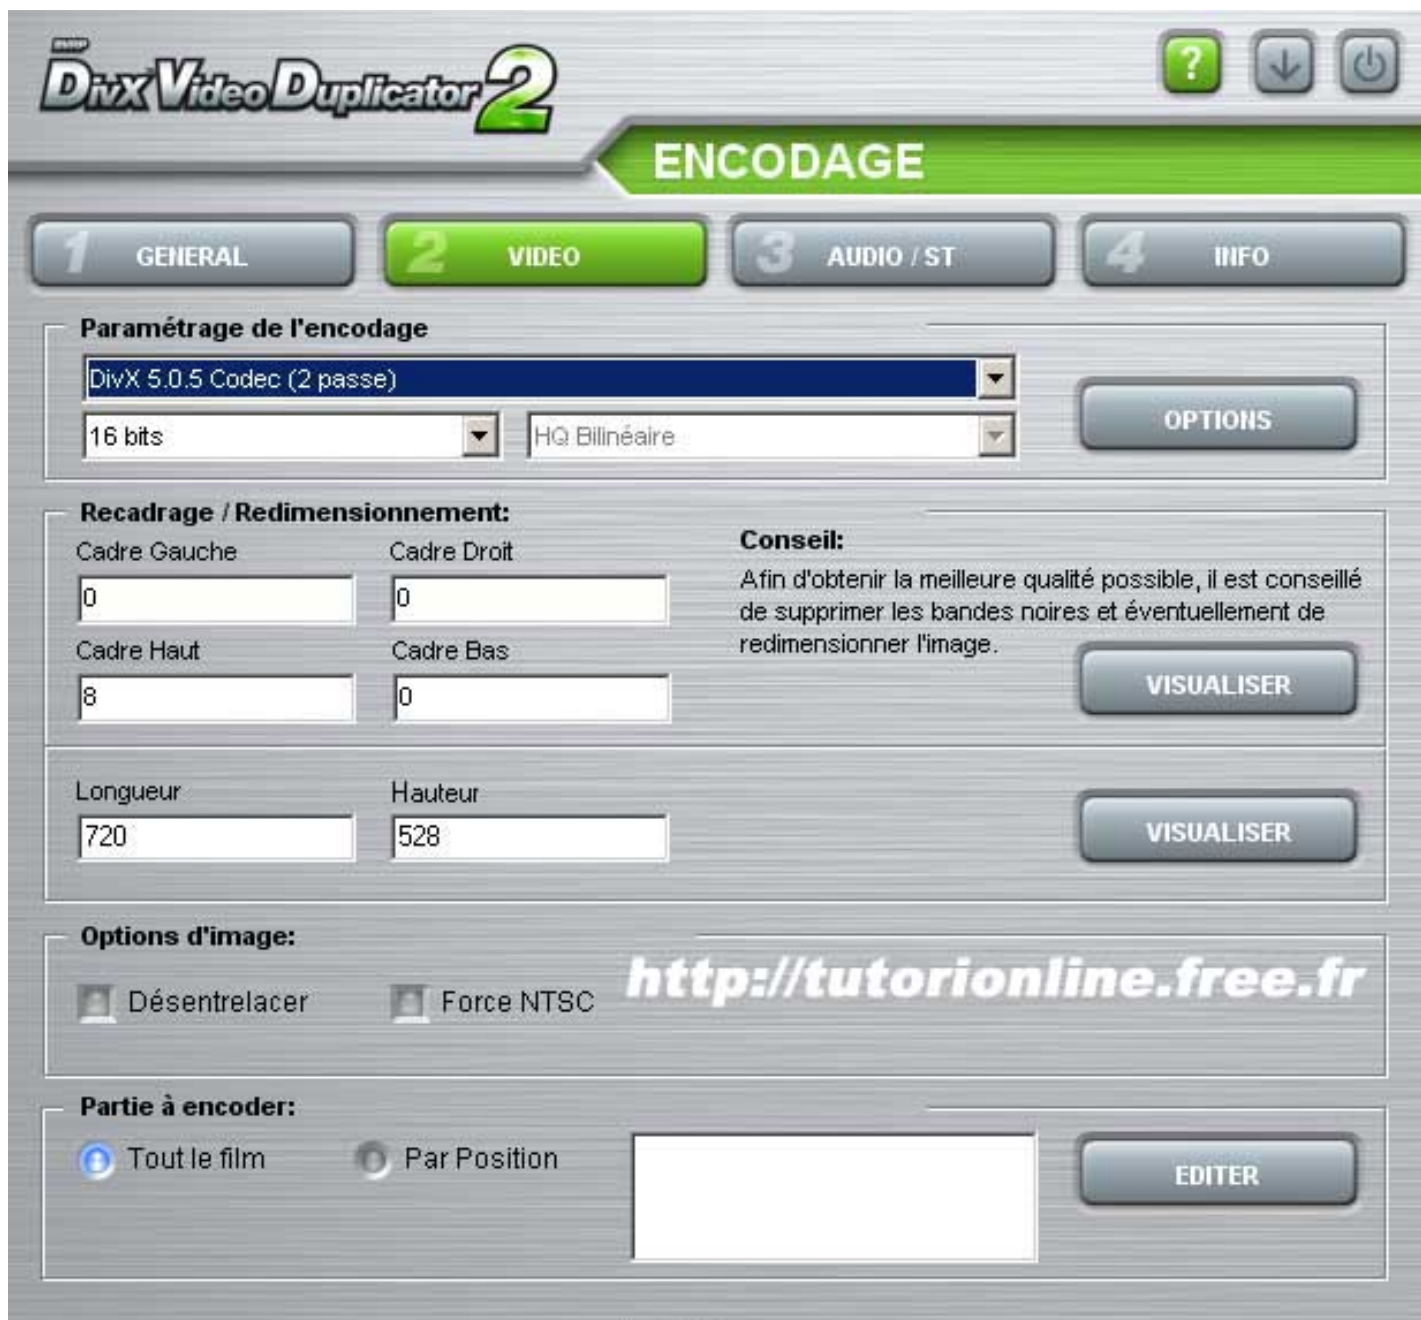 DivX Video Duplicator 2
?
ENCODAGE
1 GENERAL
2 VIDEO
3 AUDIO / ST
4 INFO
Paramétrage de l'encodage
DivX 5.0.5 Codec (2 passe)
16 bits
HQ Bilinéaire
OPTIONS
Recadrage / Redimensionnement:
Cadre Gauche
Cadre Droit
0
0
Cadre Haut
Cadre Bas
8
0
Conseil:
Afin d'obtenir la meilleure qualité possible, il est conseillé
de supprimer les bandes noires et éventuellement de
redimensionner l'image.
VISUALISER
Longueur
Hauteur
720
528
VISUALISER
Options d'image:
Désentrelacer
Force NTSC
http://tutorionline.free.fr
Partie à encoder:
Tout le film
Par Position
EDITER